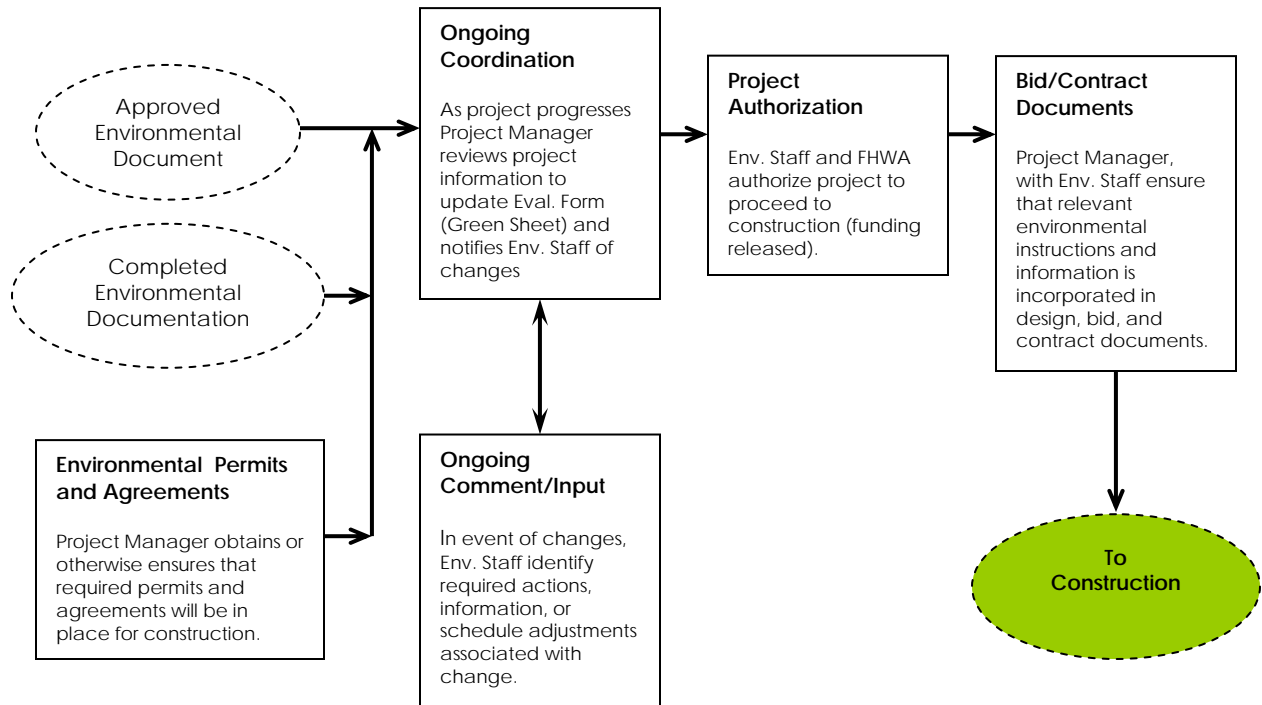 Approved
Environmental
Document
Completed
Environmental
Documentation
Environmental Permits
and Agreements
Project Manager obtains or
otherwise ensures that
required permits and
agreements will be in
place for construction.
Ongoing
Coordination
As project progresses
Project Manager
reviews project
information to
update Eval. Form
(Green Sheet) and
notifies Env. Staff of
changes
Ongoing
Comment/Input
In event of changes,
Env. Staff identify
required actions,
information, or
schedule adjustments
associated with
change.
Project
Authorization
Env. Staff and FHWA
authorize project to
proceed to
construction (funding
released).
Bid/Contract
Documents
Project Manager,
with Env. Staff ensure
that relevant
environmental
instructions and
information is
incorporated in
design, bid, and
contract documents.
To
Construction